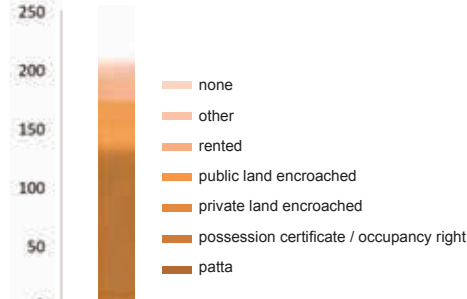 250
200
150
100
50
none
other
rented
public land encroached
private land encroached
possession certificate / occupancy right
patta